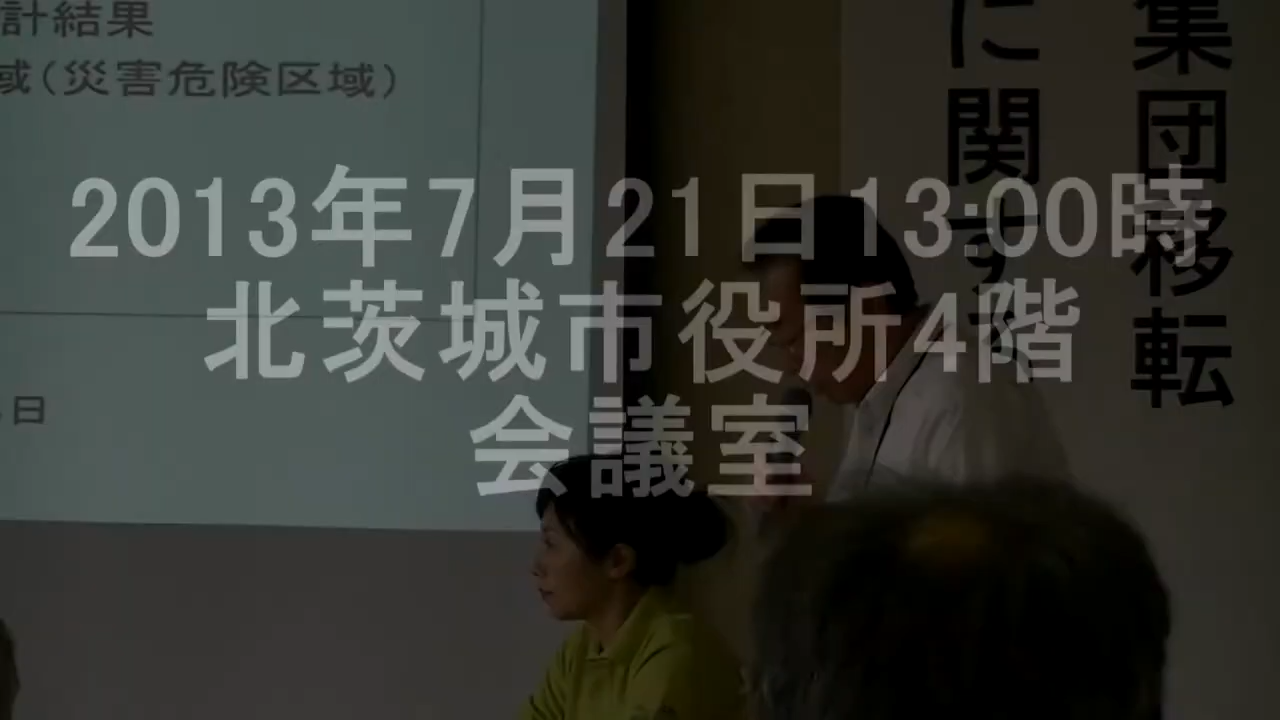 計結果
域(災害危険区域)
日
2013年7月21日13:00時
北茨城市役所4階
会議室
集団移転
に関す